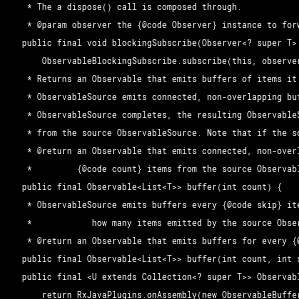 * The a dispose() call is composed through.
* @param observer the {@code Observer} instance to forw
public final void blockingSubscribe(Observer<? super T>
ObservableBlockingSubscribe.subscribe(this, observer
* Returns an Observable that emits buffers of items it
* ObservableSource emits connected, non-overlapping buf
* ObservableSource completes, the resulting ObservableS
* from the source ObservableSource. Note that if the so
* @return an Observable that emits connected, non-overl
* {@code count} items from the source Observabl
public final Observable<List<T>> buffer(int count) {
* ObservableSource emits buffers every {@code skip} ite
* how many items emitted by the source Obser
* @return an Observable that emits buffers for every {@
public final Observable<List<T>> buffer(int count, int s
public final <U extends Collection<? super T>> Observabl
return RxJavaPlugins.onAssembly(new ObservableBuffer